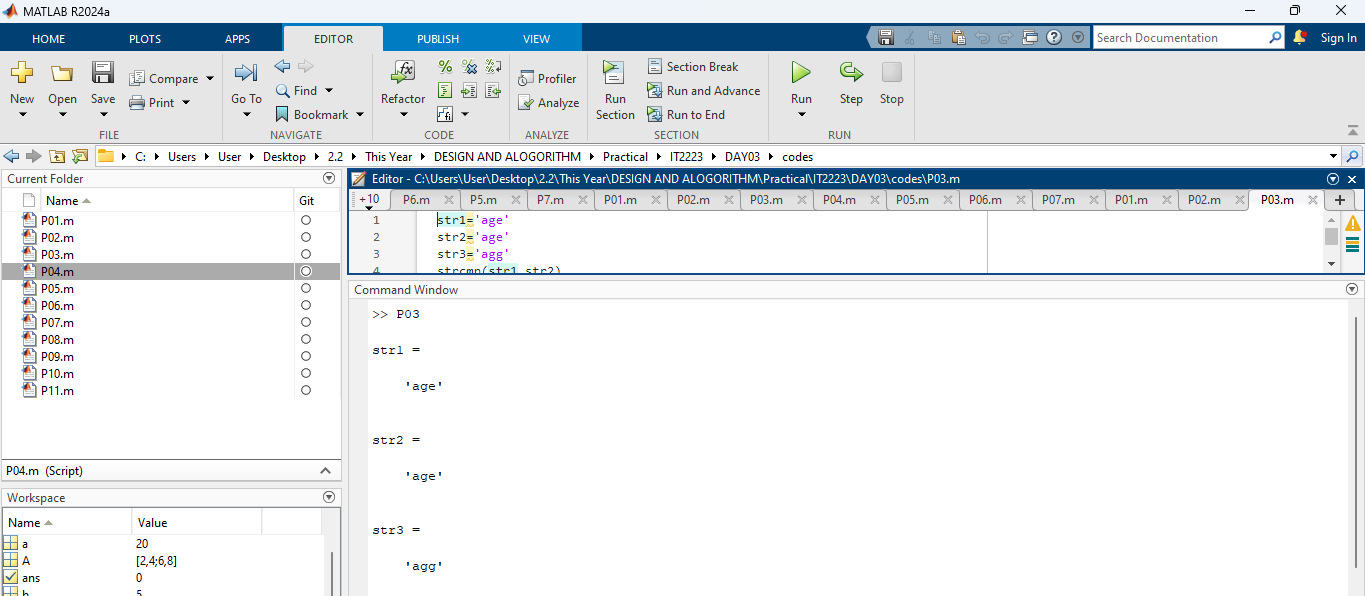 MATLAB R2024a
HOME PLOTS APPS EDITOR PUBLISH VIEW Search Documentation Sign In
New Open Save Compare Print
Go To Find Bookmark
Refactor
Profiler Analyze
Run Section Section Break Run and Advance Run to End
Run Step Stop
FILE NAVIGATE CODE ANALYZE SECTION RUN
C: Users User Desktop 2.2 This Year DESIGN AND ALOGORITHM Practical IT2223 DAY03 codes
Current Folder
Name Git
P01.m
P02.m
P03.m
P04.m
P05.m
P06.m
P07.m
P08.m
P09.m
P10.m
P11.m
P04.m (Script)
Workspace
Name Value
a 20
A [2,4;6,8]
ans 0
b 5
Editor - C:\Users\User\Desktop\2.2\This Year\DESIGN AND ALOGORITHM\Practical\IT2223\DAY03\codes\P03.m
+10 P6.m P5.m P7.m P01.m P02.m P03.m P04.m P05.m P06.m P07.m P01.m P02.m P03.m
1 str1='age'
2 str2='age'
3 str3='agg'
4 strcmp(str1,str2)
Command Window
>> P03
str1 =
'age'
str2 =
'age'
str3 =
'agg'